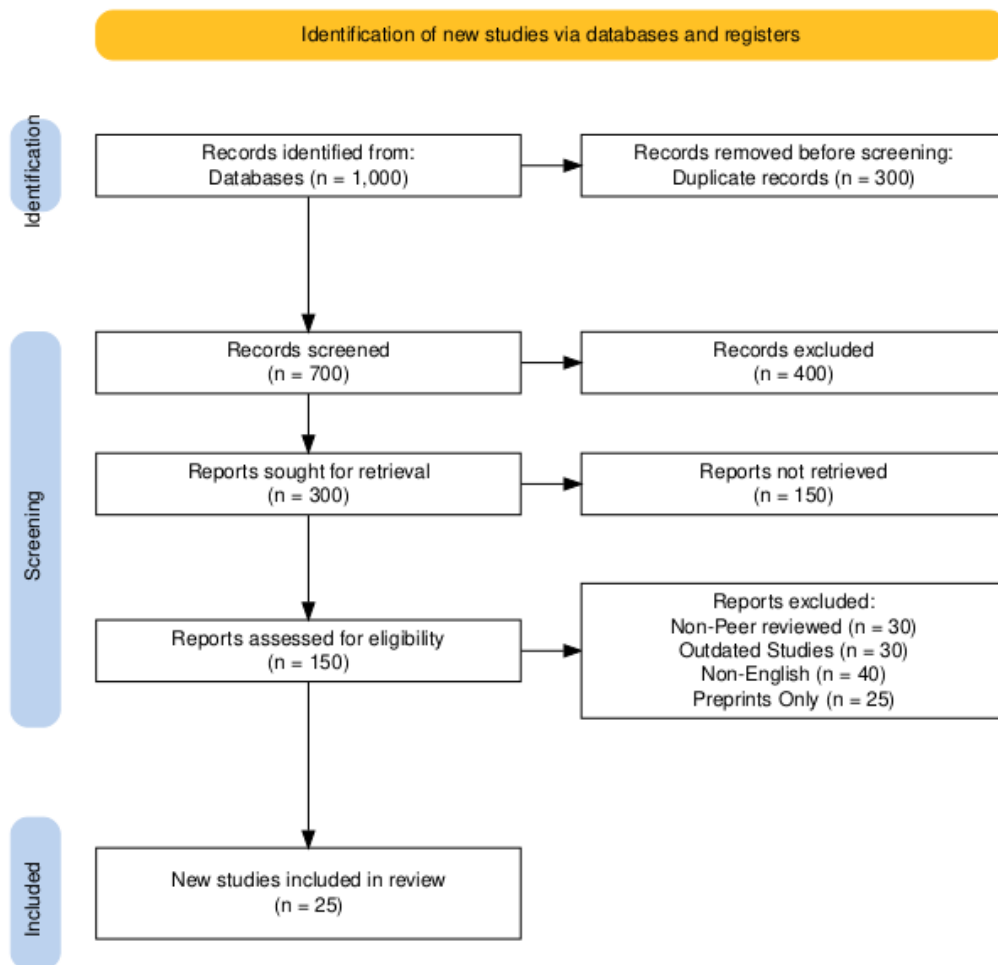 Identification of new studies via databases and registers
Identification
Records identified from:
Databases (n = 1,000)
Records removed before screening:
Duplicate records (n = 300)
Screening
Records screened
(n = 700)
Records excluded
(n = 400)
Reports sought for retrieval
(n = 300)
Reports not retrieved
(n = 150)
Reports assessed for eligibility
(n = 150)
Reports excluded:
Non-Peer reviewed (n = 30)
Outdated Studies (n = 30)
Non-English (n = 40)
Preprints Only (n = 25)
Included
New studies included in review
(n = 25)